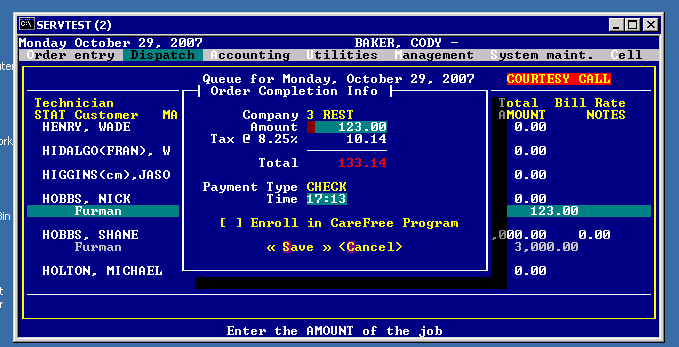 SERVTEST (2)
Monday October 29, 2007 BAKER, CODY -
Order entry Dispatch Accounting Utilities Management System maint. Cell
Queue for Monday, October 29, 2007 COURTESY CALL
Order Completion Info
Technician Total Bill Rate
STAT Customer MA AMOUNT NOTES
Company 3 REST
HENRY, WADE 0.00
Amount 123.00
Tax @ 8.25% 10.14
HIDALGO(FRAN), W 0.00
Total 133.14
HIGGINS(cm),JASO 0.00
Payment Type CHECK
HOBBS, NICK 0.00
Time 17:13
Furman 123.00
[ ] Enroll in CareFree Program
HOBBS, SHANE ,000.00 0.00
Furman 3,000.00
« Save » <Cancel>
HOLTON, MICHAEL 0.00
Enter the AMOUNT of the job